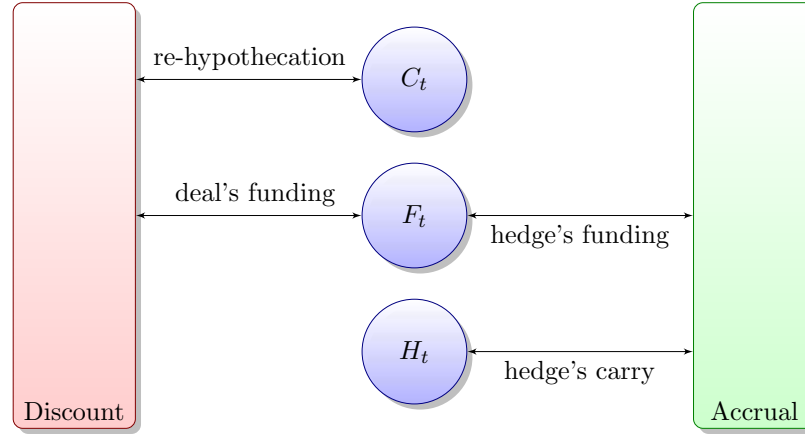 re-hypothecation
C_t
deal's funding
F_t
hedge's funding
H_t
hedge's carry
Discount
Accrual